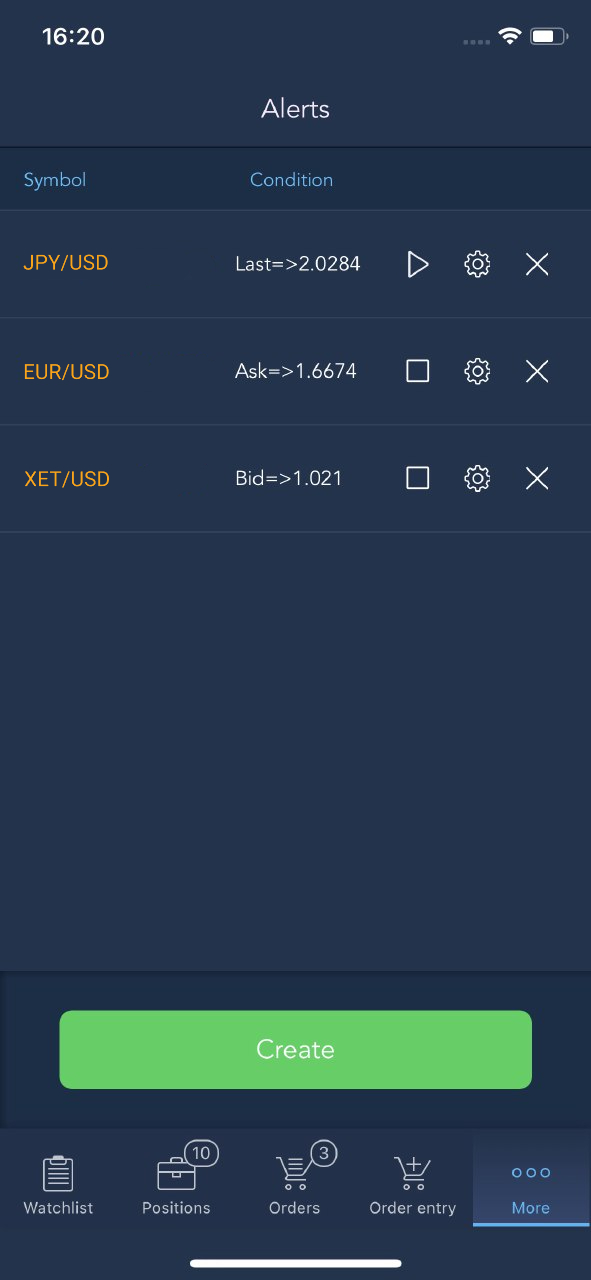 16:20
Alerts
Symbol Condition
JPY/USD Last=>2.0284
EUR/USD Ask=>1.6674
XET/USD Bid=>1.021
Create
10 3
Watchlist Positions Orders Order entry More